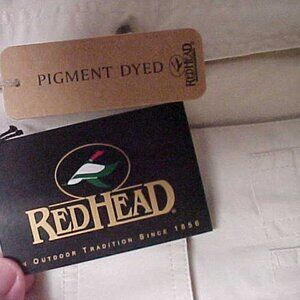 PIGMENT DYED
REDHEAD
REDHEAD®
OUTDOOR TRADITION SINCE 1856